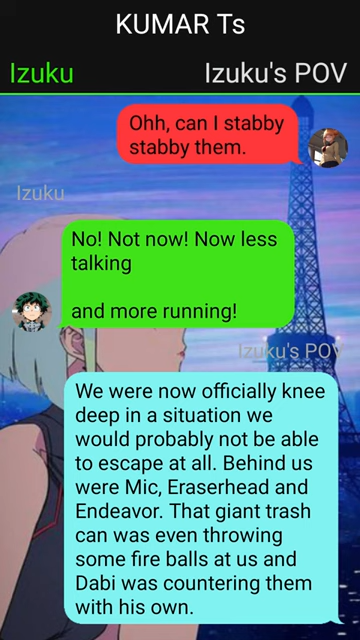 KUMAR Ts
Izuku
Izuku's POV
Ohh, can I stabby
stabby them.
Izuku
No! Not now! Now less
talking
and more running!
Izuku's POV
We were now officially knee
deep in a situation we
would probably not be able
to escape at all. Behind us
were Mic, Eraserhead and
Endeavor. That giant trash
can was even throwing
some fire balls at us and
Dabi was countering them
with his own.